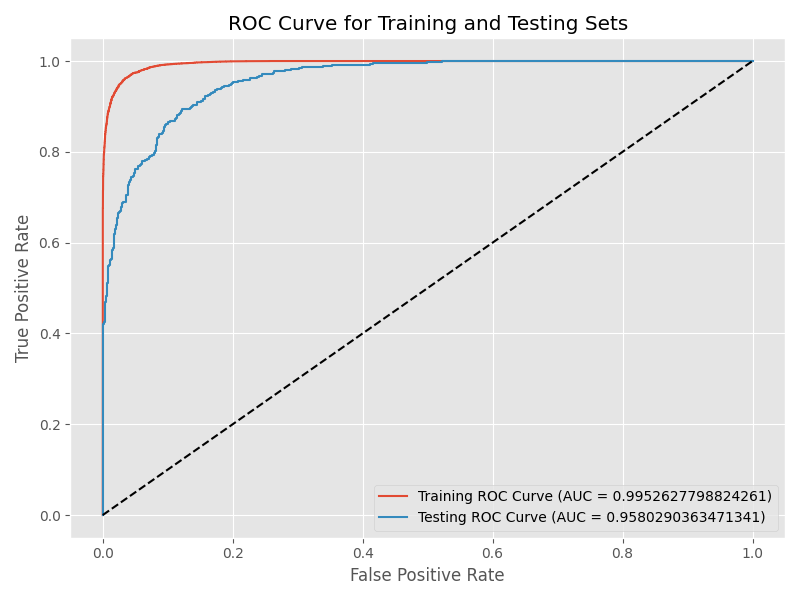 ROC Curve for Training and Testing Sets
True Positive Rate
1.0
0.8
0.6
0.4
0.2
0.0
Training ROC Curve (AUC = 0.9952627798824261)
Testing ROC Curve (AUC = 0.9580290363471341)
0.0 0.2 0.4 0.6 0.8 1.0
False Positive Rate